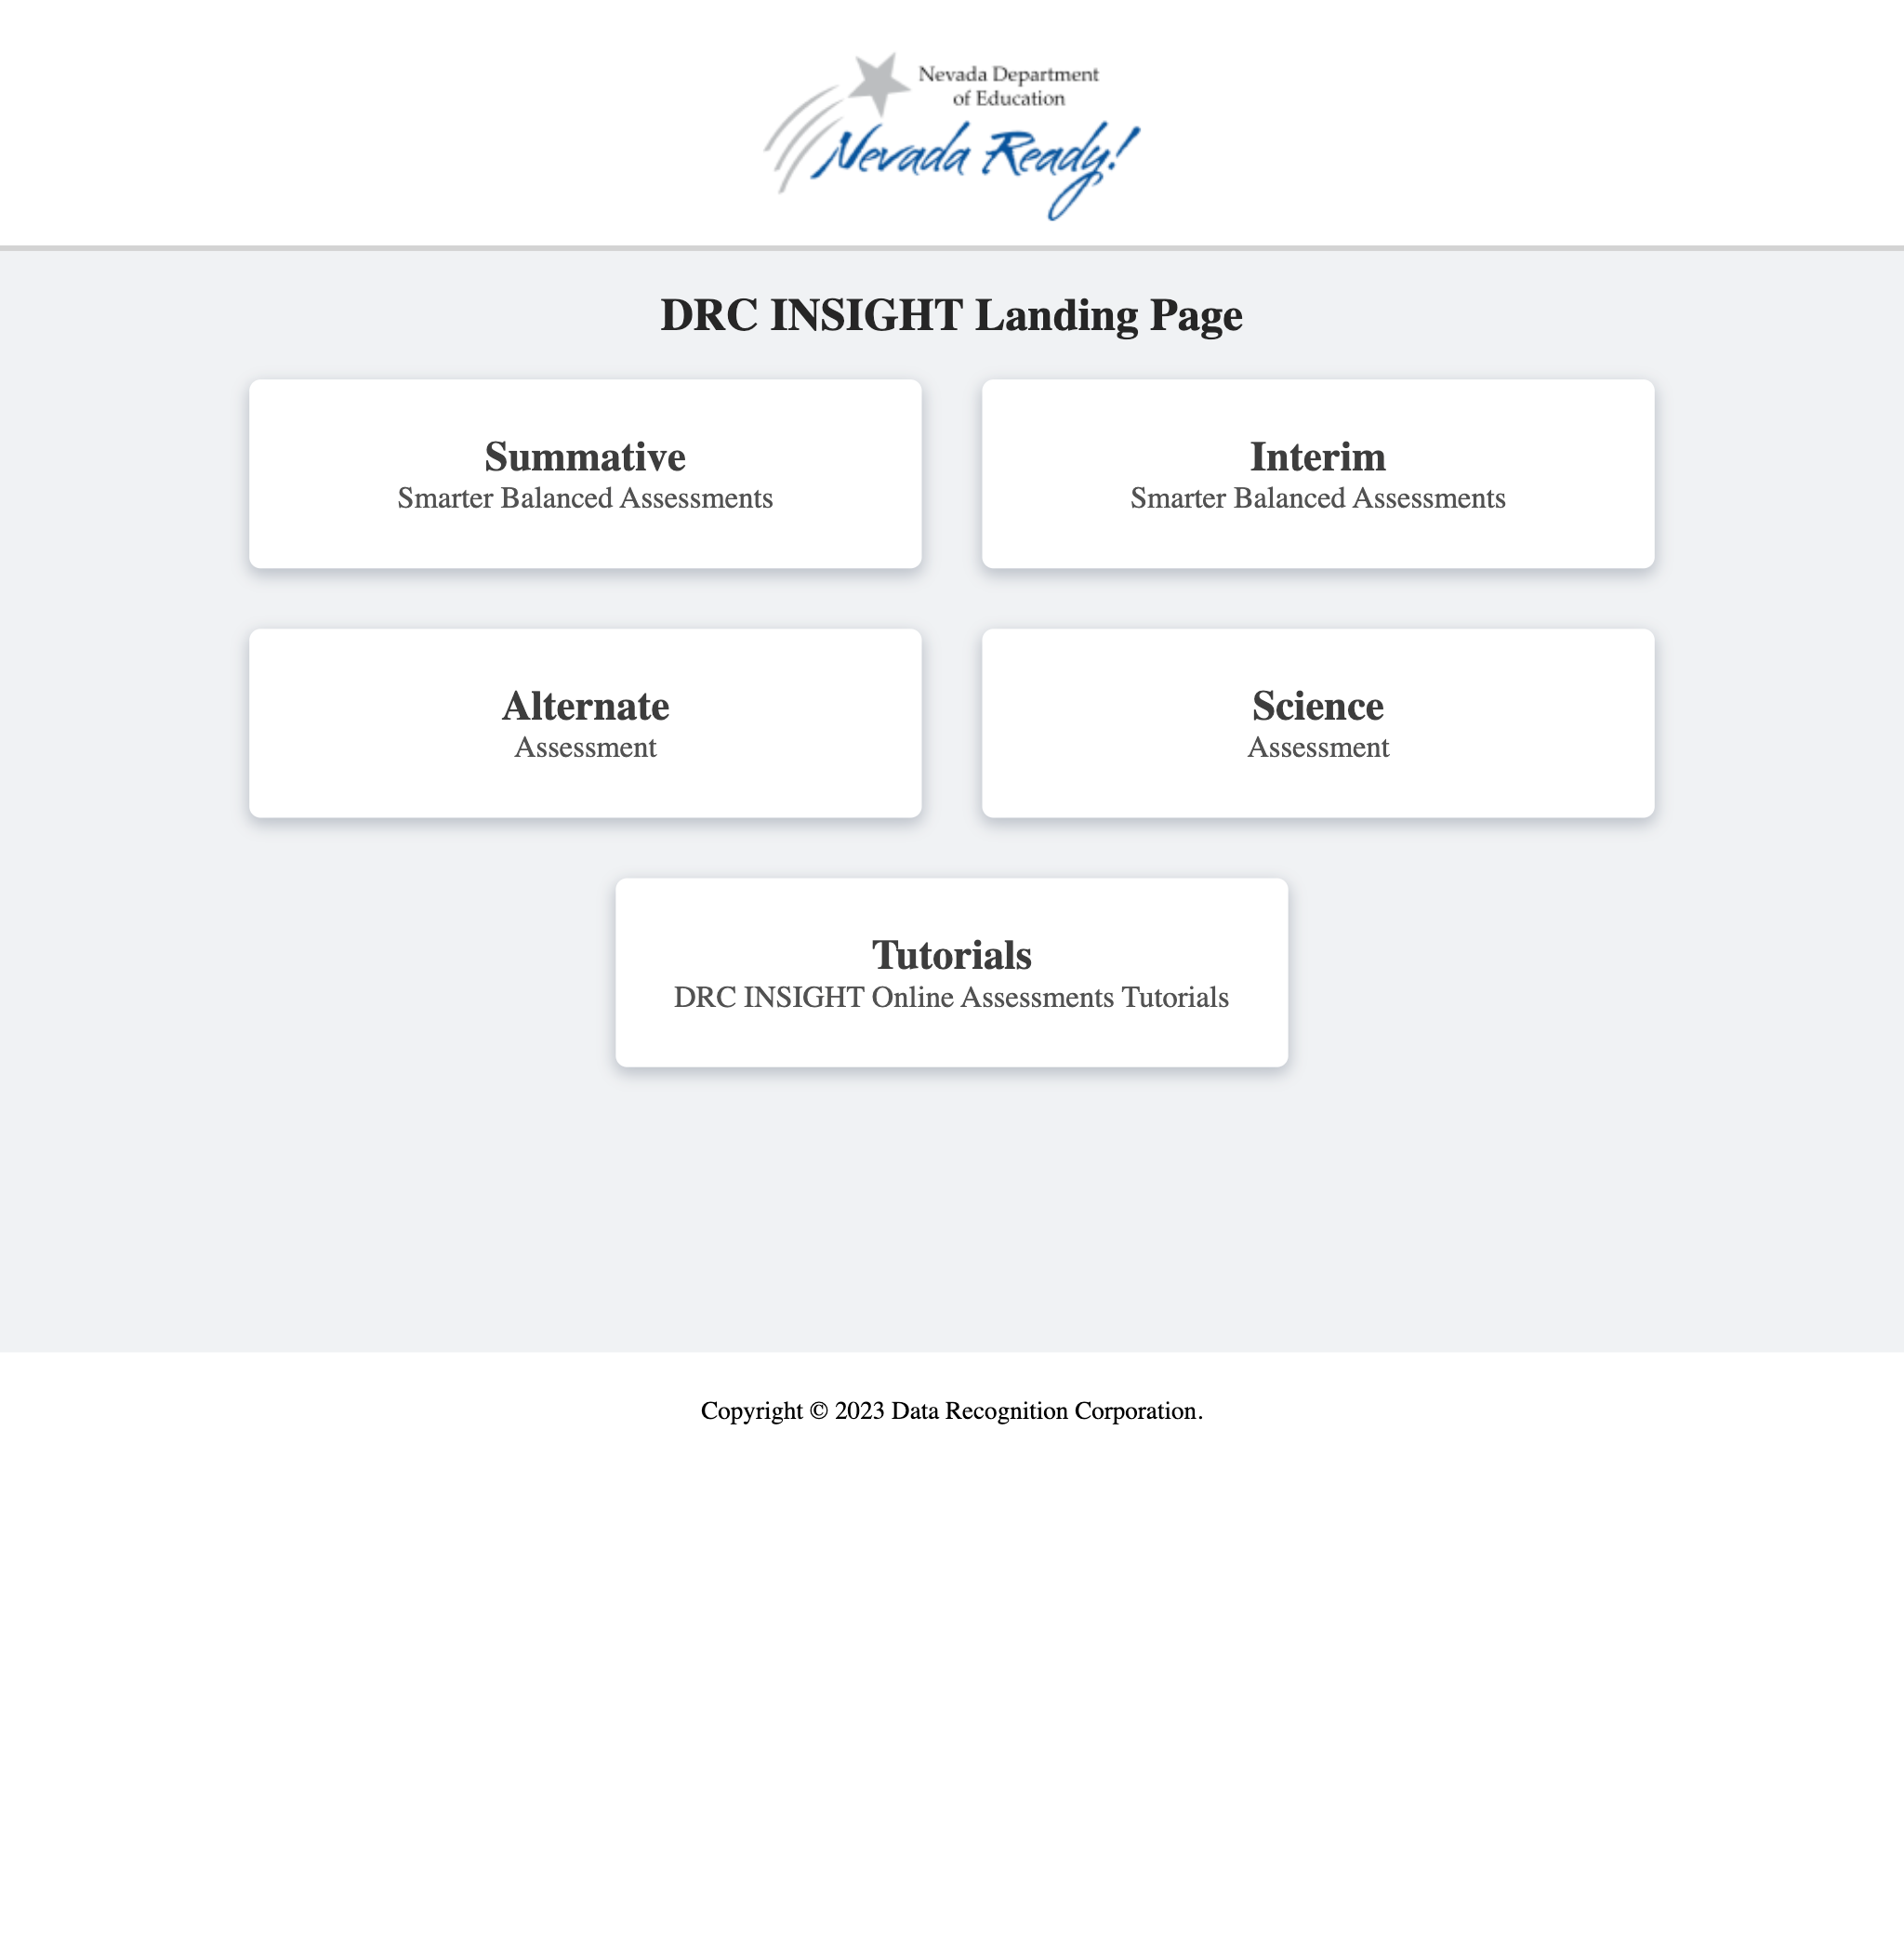 Nevada Department
of Education
Nevada Ready!
DRC INSIGHT Landing Page
Summative
Smarter Balanced Assessments
Interim
Smarter Balanced Assessments
Alternate
Assessment
Science
Assessment
Tutorials
DRC INSIGHT Online Assessments Tutorials
Copyright © 2023 Data Recognition Corporation.